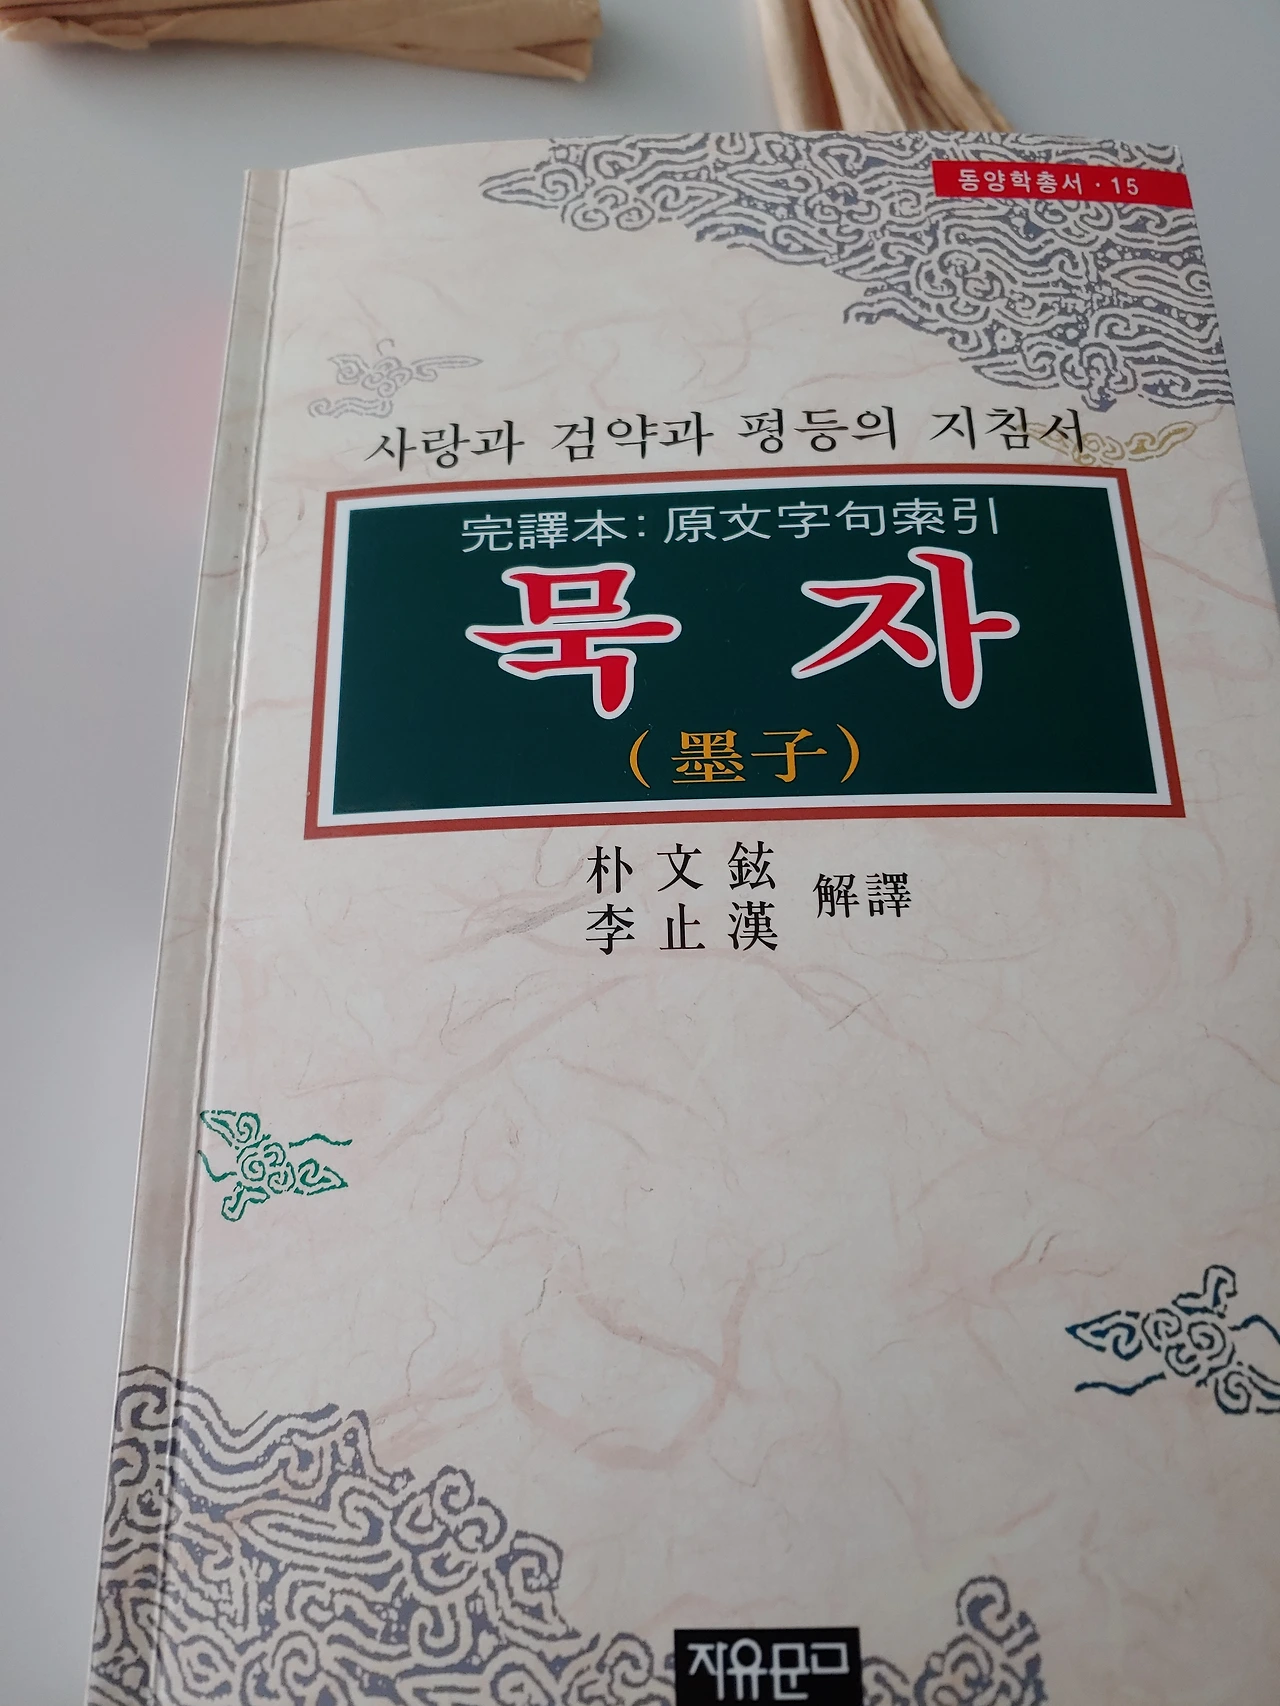 동양학총서 · 15
사랑과 검약과 평등의 지침서
完譯本: 原文字句索引
묵 자
(墨子)
朴文鉉 解譯
李止漢
자유문고